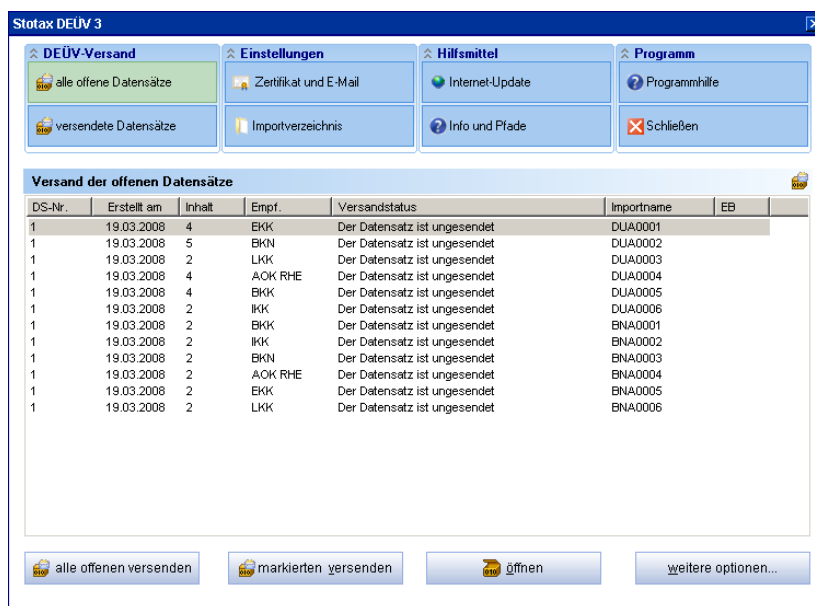 Stotax DEÜV 3
DEÜV-Versand Einstellungen Hilfsmittel Programm
alle offene Datensätze Zertifikat und E-Mail Internet-Update Programmhilfe
versendete Datensätze Importverzeichnis Info und Pfade Schließen
Versand der offenen Datensätze
DS-Nr. Erstellt am Inhalt Empf. Versandstatus Importname EB
1 19.03.2008 4 EKK Der Datensatz ist ungesendet DUA0001
1 19.03.2008 5 BKN Der Datensatz ist ungesendet DUA0002
1 19.03.2008 2 LKK Der Datensatz ist ungesendet DUA0003
1 19.03.2008 4 AOK RHE Der Datensatz ist ungesendet DUA0004
1 19.03.2008 4 BKK Der Datensatz ist ungesendet DUA0005
1 19.03.2008 2 IKK Der Datensatz ist ungesendet DUA0006
1 19.03.2008 2 BKK Der Datensatz ist ungesendet BNA0001
1 19.03.2008 2 IKK Der Datensatz ist ungesendet BNA0002
1 19.03.2008 2 BKN Der Datensatz ist ungesendet BNA0003
1 19.03.2008 2 AOK RHE Der Datensatz ist ungesendet BNA0004
1 19.03.2008 2 EKK Der Datensatz ist ungesendet BNA0005
1 19.03.2008 2 LKK Der Datensatz ist ungesendet BNA0006
alle offenen versenden markierten versenden öffnen weitere optionen...